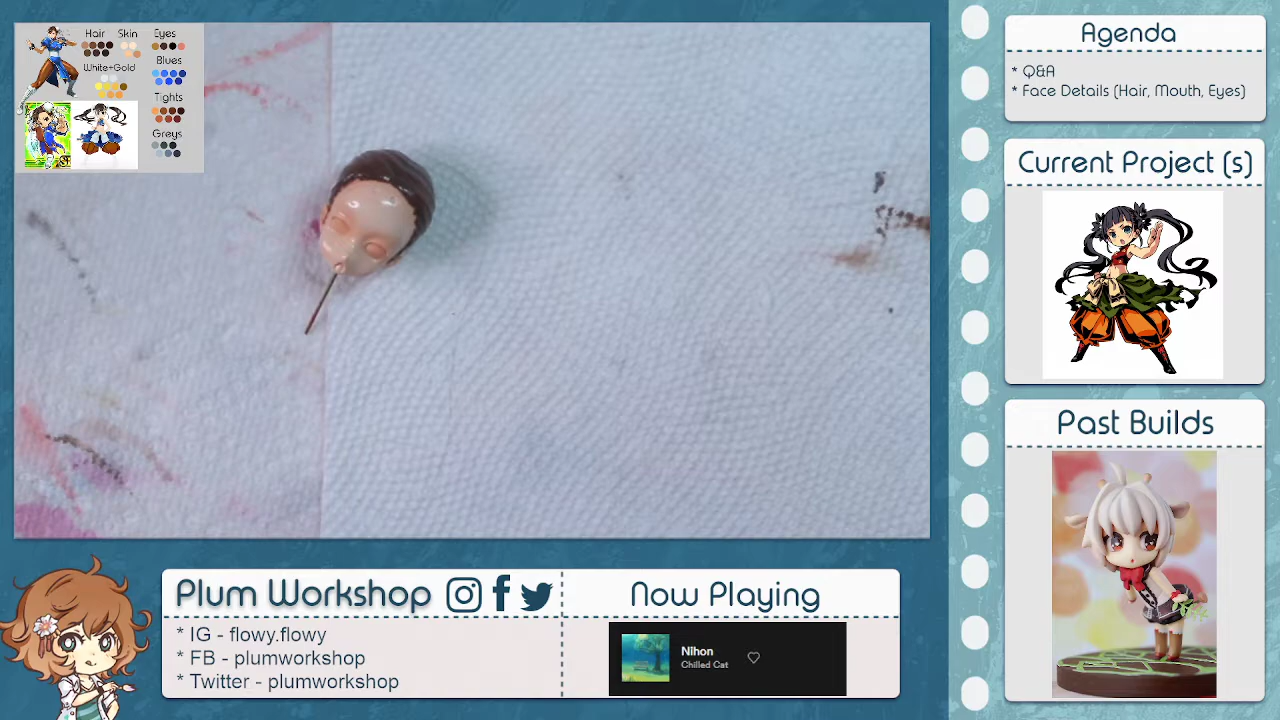 Hair Skin Eyes
White+Gold
Blues
Tights
Greys
Agenda
* Q&A
* Face Details (Hair, Mouth, Eyes)
Current Project (s)
Past Builds
Plum Workshop
* IG - flowy.flowy
* FB - plumworkshop
* Twitter - plumworkshop
Now Playing
Nihon
Chilled Cat